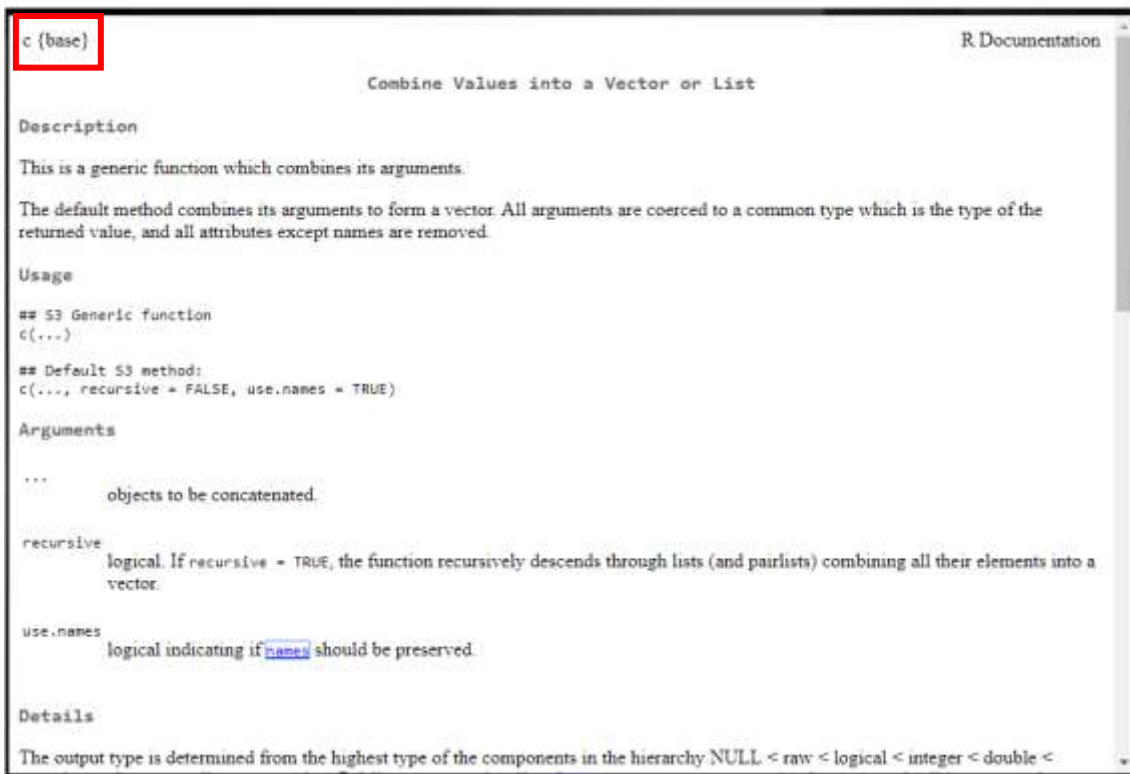 c {base}
R Documentation
Combine Values into a Vector or List
Description
This is a generic function which combines its arguments.
The default method combines its arguments to form a vector. All arguments are coerced to a common type which is the type of the
returned value, and all attributes except names are removed.
Usage
## S3 Generic function
c(...)
## Default S3 method:
c(..., recursive = FALSE, use.names = TRUE)
Arguments
...
objects to be concatenated.
recursive
logical. If recursive = TRUE, the function recursively descends through lists (and pairlists) combining all their elements into a
vector.
use.names
logical indicating if names should be preserved.
Details
The output type is determined from the highest type of the components in the hierarchy NULL < raw < logical < integer < double <